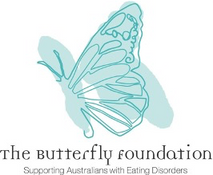 The Butterfly Foundation
Supporting Australians with Eating Disorders